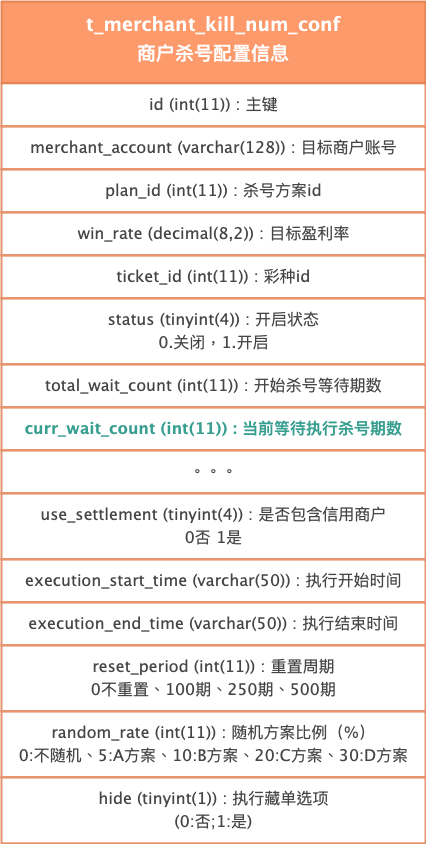 t_merchant_kill_num_conf
商户杀号配置信息
id (int(11)) : 主键
merchant_account (varchar(128)) : 目标商户账号
plan_id (int(11)) : 杀号方案id
win_rate (decimal(8,2)) : 目标盈利率
ticket_id (int(11)) : 彩种id
status (tinyint(4)) : 开启状态
0.关闭，1.开启
total_wait_count (int(11)) : 开始杀号等待期数
curr_wait_count (int(11)) : 当前等待执行杀号期数
。。。
use_settlement (tinyint(4)) : 是否包含信用商户
0否 1是
execution_start_time (varchar(50)) : 执行开始时间
execution_end_time (varchar(50)) : 执行结束时间
reset_period (int(11)) : 重置周期
0不重置、100期、250期、500期
random_rate (int(11)) : 随机方案比例（%）
0:不随机、5:A方案、10:B方案、20:C方案、30:D方案
hide (tinyint(1)) : 执行藏单选项
(0:否;1:是)